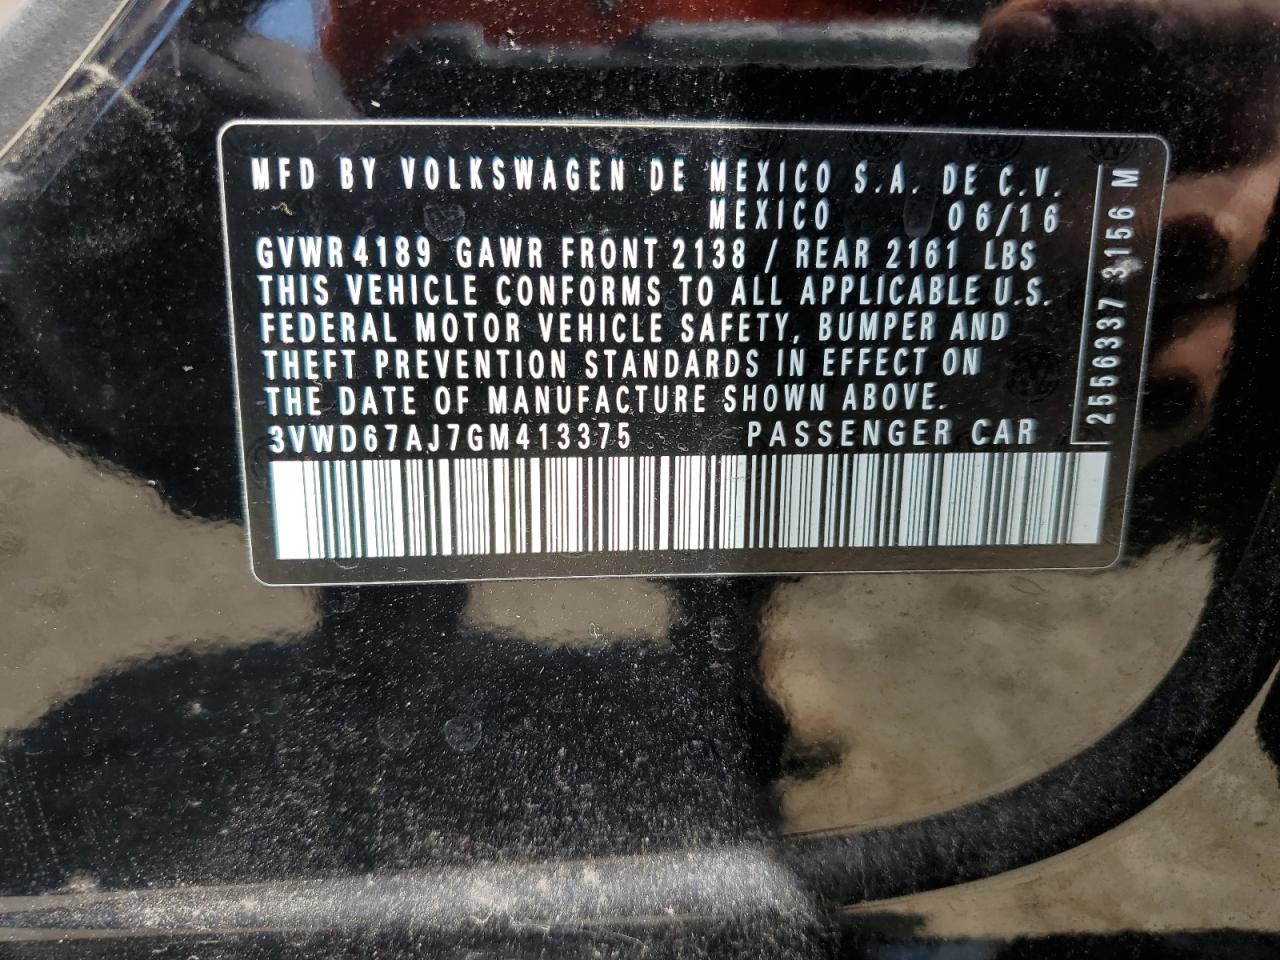 MFD BY VOLKSWAGEN DE MEXICO S.A. DE C.V.
MEXICO 06/16
GVWR 4189 GAWR FRONT 2138 / REAR 2161 LBS
THIS VEHICLE CONFORMS TO ALL APPLICABLE U.S.
FEDERAL MOTOR VEHICLE SAFETY, BUMPER AND
THEFT PREVENTION STANDARDS IN EFFECT ON
THE DATE OF MANUFACTURE SHOWN ABOVE.
3VWD67AJ7GM413375 PASSENGER CAR
2556337 3156 M